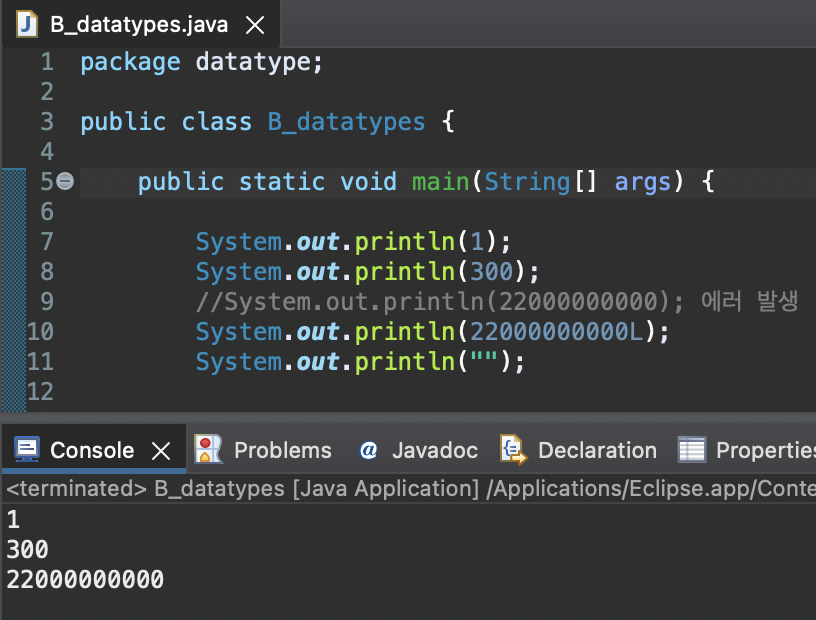 B_datatypes.java
1 package datatype;
2
3 public class B_datatypes {
4
5 public static void main(String[] args) {
6
7 System.out.println(1);
8 System.out.println(300);
9 //System.out.println(22000000000); 에러 발생
10 System.out.println(22000000000L);
11 System.out.println("");
12
Console Problems @ Javadoc Declaration Properties
<terminated> B_datatypes [Java Application] /Applications/Eclipse.app/Conte
1
300
22000000000